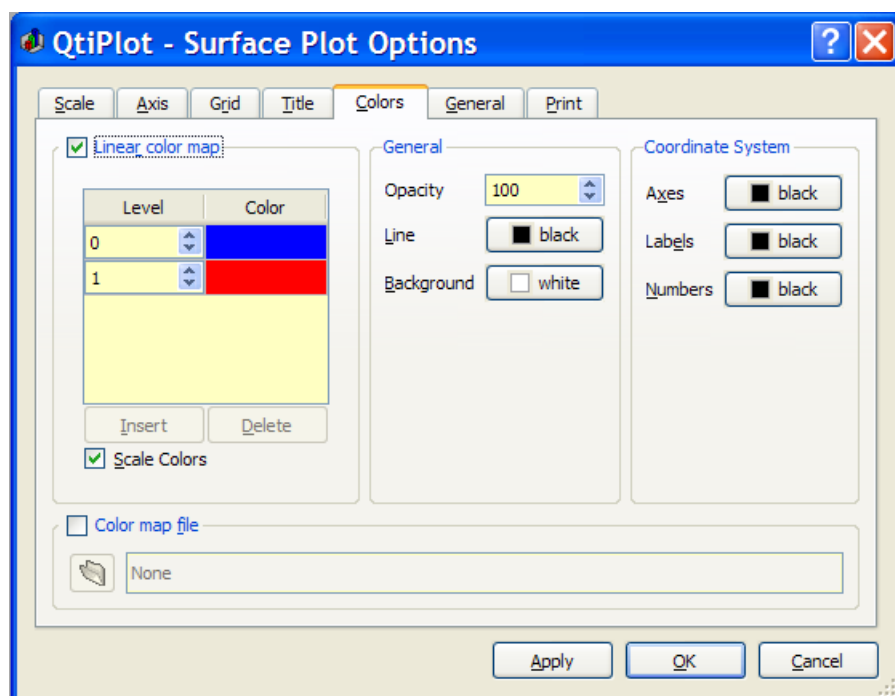 QtiPlot - Surface Plot Options
?
Scale Axis Grid Title Colors General Print
Linear color map
Level Color
0
1
Insert Delete
Scale Colors
General
Opacity 100
Line black
Background white
Coordinate System
Axes black
Labels black
Numbers black
Color map file
None
Apply OK Cancel